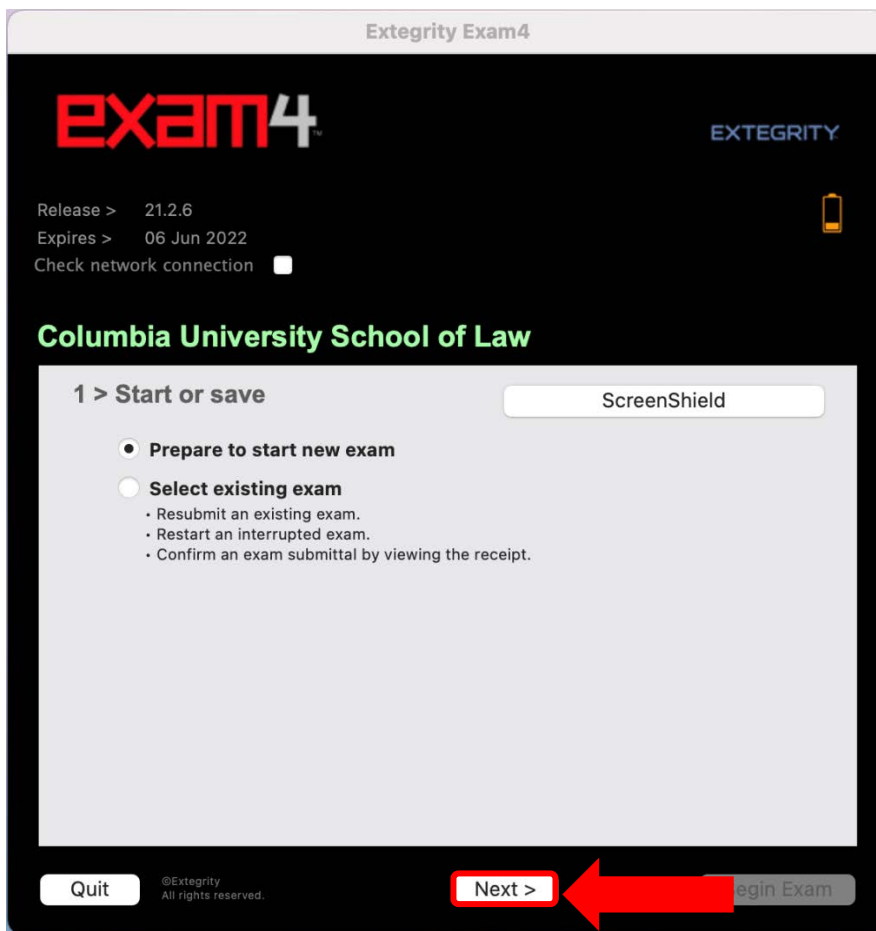 Extegrity Exam4
exam4™
EXTEGRITY
Release > 21.2.6
Expires > 06 Jun 2022
Check network connection
Columbia University School of Law
1 > Start or save
ScreenShield
Prepare to start new exam
Select existing exam
· Resubmit an existing exam.
· Restart an interrupted exam.
· Confirm an exam submittal by viewing the receipt.
Quit
©Extegrity
All rights reserved.
Next >
Exam